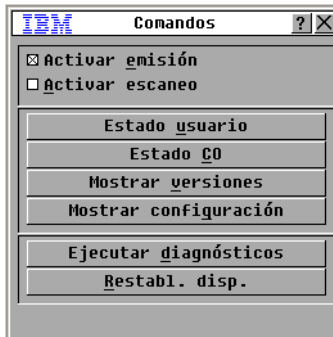 IBM Comandos ? X
Activar emisión
Activar escaneo
Estado usuario
Estado CO
Mostrar versiones
Mostrar configuración
Ejecutar diagnósticos
Restabl. disp.